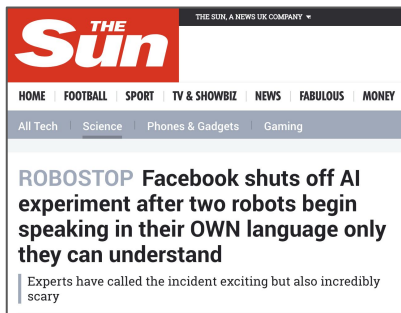 THE
Sun
THE SUN, A NEWS UK COMPANY
HOME FOOTBALL SPORT TV & SHOWBIZ NEWS FABULOUS MONEY
All Tech Science Phones & Gadgets Gaming
ROBOSTOP Facebook shuts off AI
experiment after two robots begin
speaking in their OWN language only
they can understand
Experts have called the incident exciting but also incredibly
scary